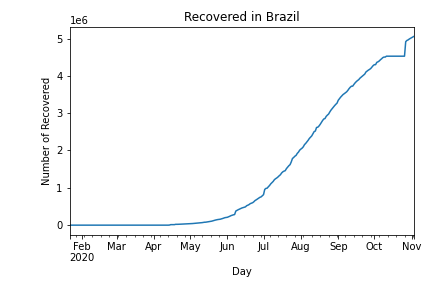 Recovered in Brazil
1e6
5
4
3
2
1
0
Number of Recovered
Feb Mar Apr May Jun Jul Aug Sep Oct Nov
2020
Day